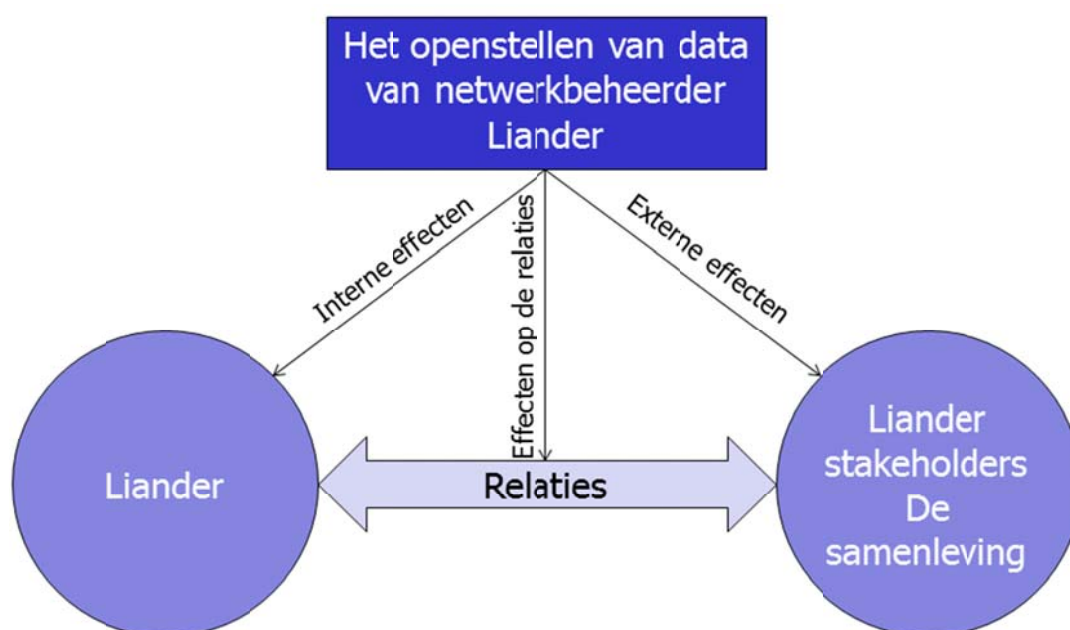 Het openstellen van data
van netwerkbeheerder
Liander
Interne effecten
Effecten op de relaties
Externe effecten
Liander
Relaties
Liander
stakeholders
De
samenleving